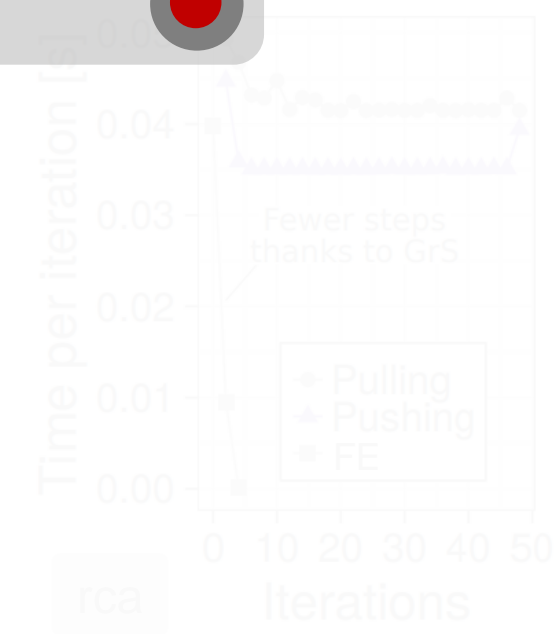 Time per iteration [s]
0.04
0.03
Fewer steps
thanks to GrS
0.02
0.01
Pulling
Pushing
FE
0.00
0 10 20 30 40 50
rca
Iterations